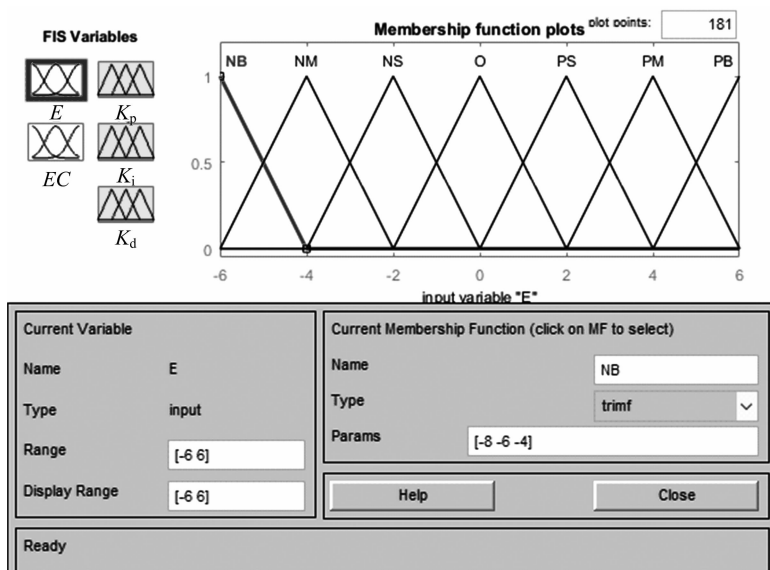 FIS Variables
Membership function plots
plot points:
181
E
Kp
EC
Ki
Kd
NB NM NS O PS PM PB
1
0.5
0
-6 -4 -2 0 2 4 6
input variable "E"
Current Variable
Name E
Type input
Range [-6 6]
Display Range [-6 6]
Current Membership Function (click on MF to select)
Name NB
Type trimf
Params [-8 -6 -4]
Help Close
Ready